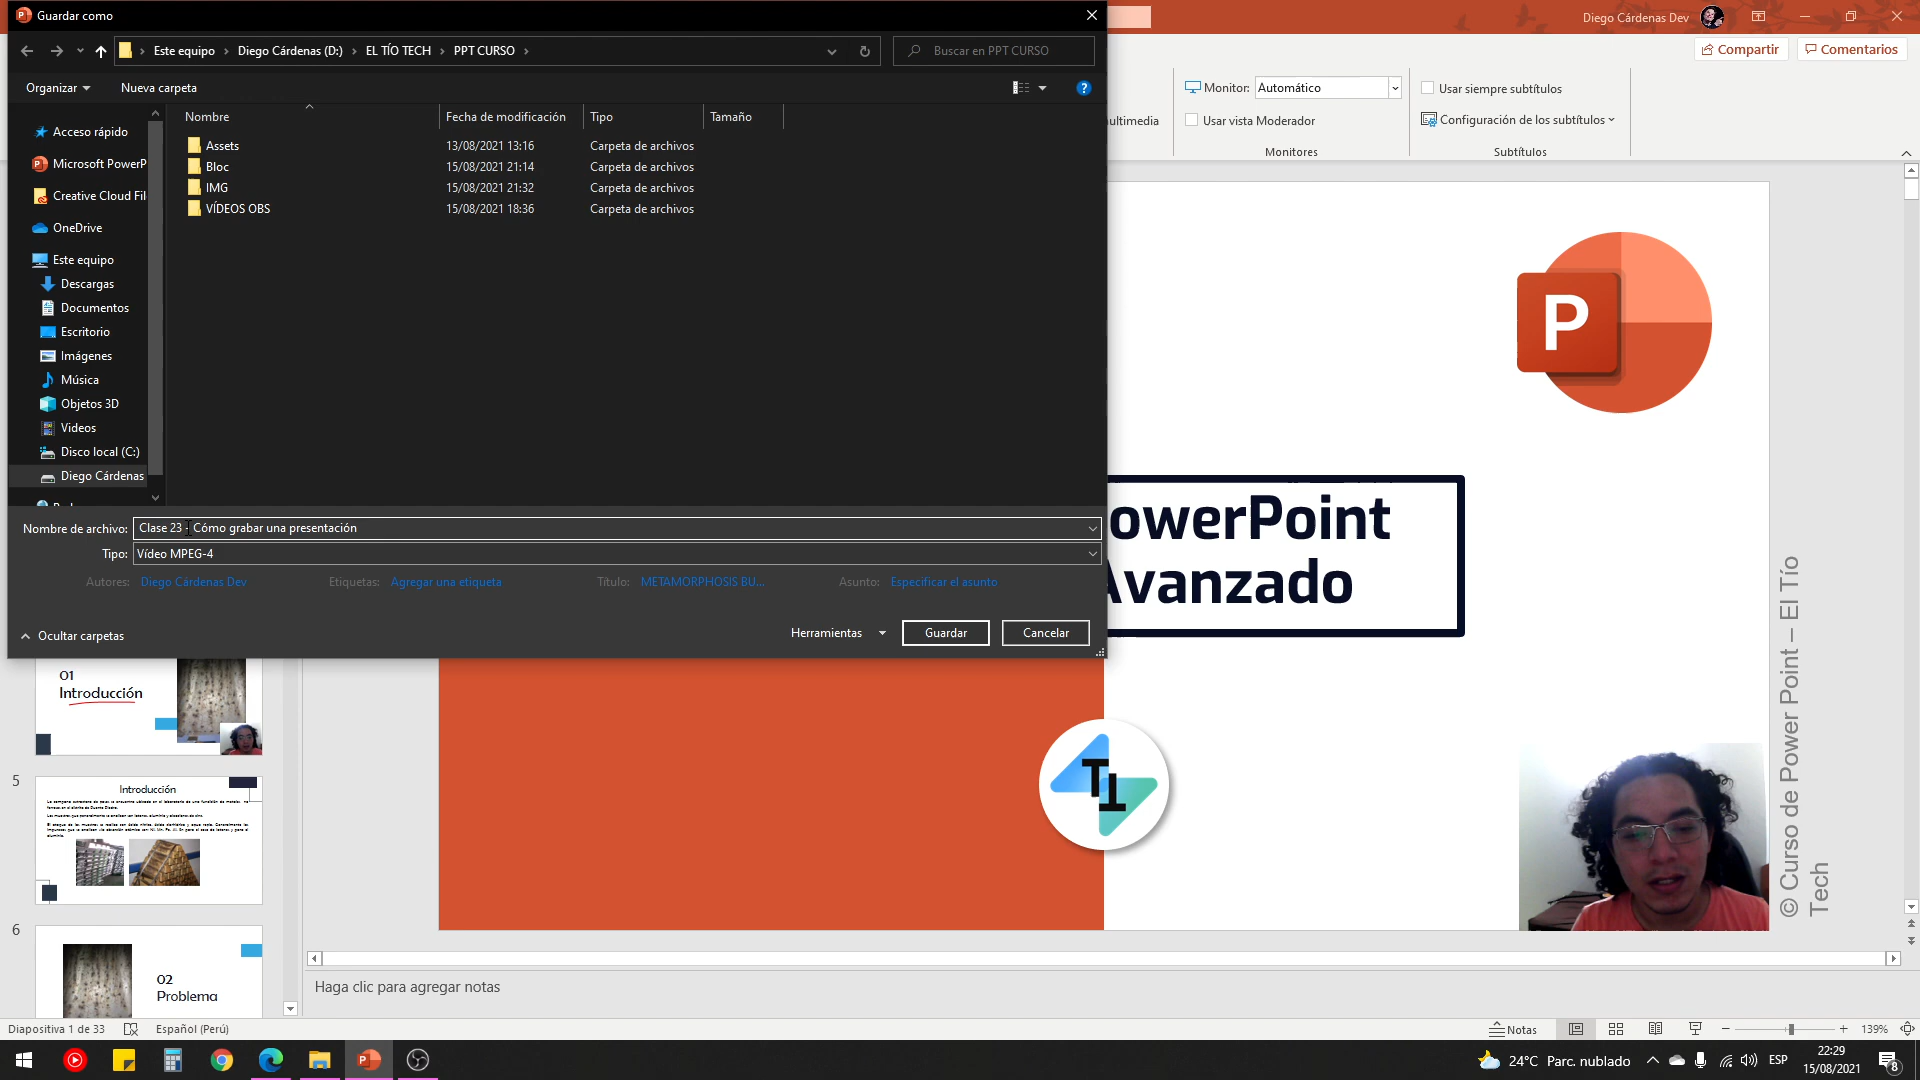 Guardar como
Diego Cárdenas Dev
Este equipo
Diego Cárdenas (D:)
EL TÍO TECH
PPT CURSO
Buscar en PPT CURSO
Compartir
Comentarios
Organizar
Nueva carpeta
Monitor:
Automático
Usar siempre subtítulos
Nombre
Fecha de modificación
Tipo
Tamaño
ultimedia
Usar vista Moderador
Configuración de los subtítulos
Monitores
Subtítulos
Acceso rápido
Microsoft PowerP
Creative Cloud Fil
OneDrive
Este equipo
Descargas
Documentos
Escritorio
Imágenes
Música
Objetos 3D
Videos
Disco local (C:)
Diego Cárdenas
Assets
13/08/2021 13:16
Carpeta de archivos
Bloc
15/08/2021 21:14
Carpeta de archivos
IMG
15/08/2021 21:32
Carpeta de archivos
VÍDEOS OBS
15/08/2021 18:36
Carpeta de archivos
P
Nombre de archivo:
Clase 23 - Cómo grabar una presentación
Tipo:
Vídeo MPEG-4
Autores:
Diego Cárdenas Dev
Etiquetas:
Agregar una etiqueta
Título:
METAMORPHOSIS BU...
Asunto:
Especificar el asunto
Ocultar carpetas
Herramientas
Guardar
Cancelar
owerPoint
Avanzado
© Curso de Power Point – El Tío
Tech
01
Introducción
5
Introducción
6
02
Problema
Haga clic para agregar notas
Diapositiva 1 de 33
Español (Perú)
Notas
139%
24°C Parc. nublado
ESP
22:29
15/08/2021
8